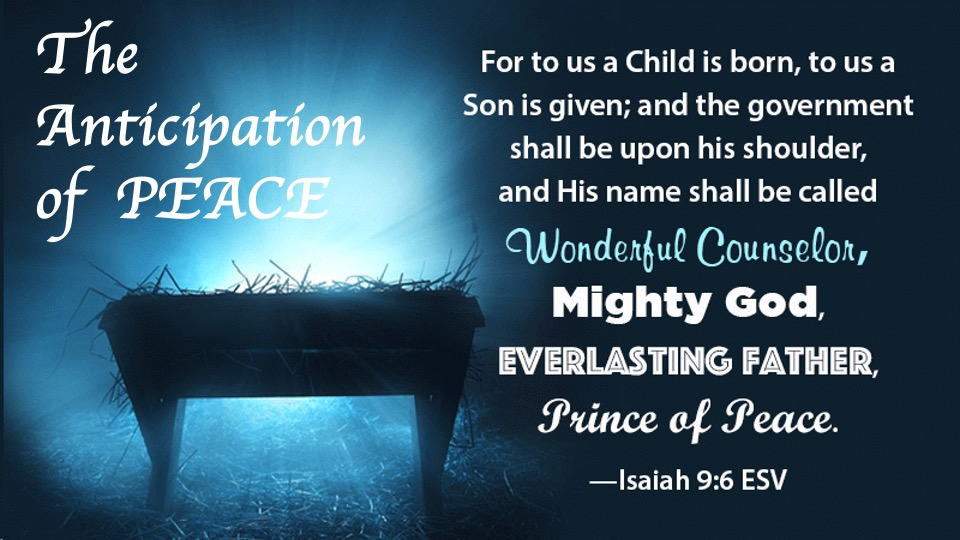 The
Anticipation
of PEACE
For to us a Child is born, to us a
Son is given; and the government
shall be upon his shoulder,
and His name shall be called
Wonderful Counselor,
Mighty God,
EVERLASTING FATHER,
Prince of Peace.
—Isaiah 9:6 ESV